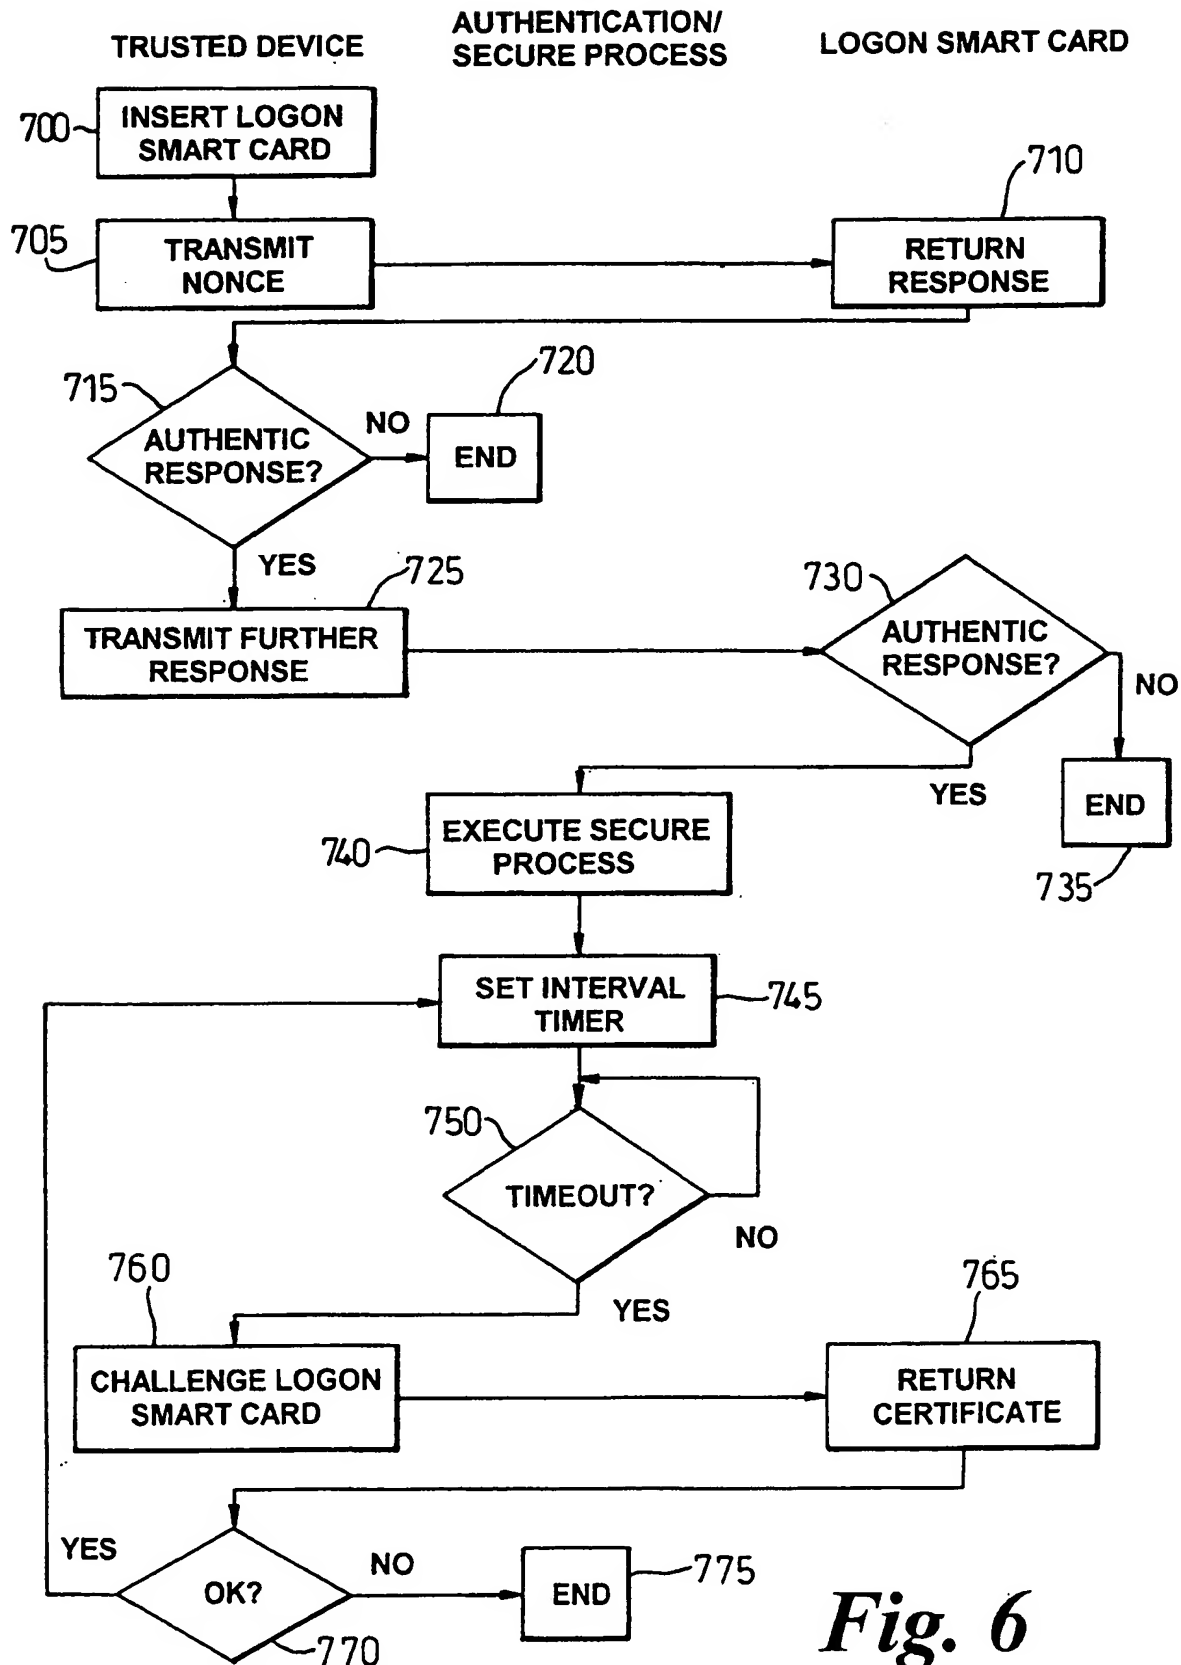 TRUSTED DEVICE
AUTHENTICATION/
SECURE PROCESS
LOGON SMART CARD
700
INSERT LOGON
SMART CARD
710
705
TRANSMIT
NONCE
RETURN
RESPONSE
715
AUTHENTIC
RESPONSE?
NO
720
END
YES
725
TRANSMIT FURTHER
RESPONSE
730
AUTHENTIC
RESPONSE?
NO
YES
END
735
740
EXECUTE SECURE
PROCESS
SET INTERVAL
TIMER
745
750
TIMEOUT?
NO
YES
760
CHALLENGE LOGON
SMART CARD
765
RETURN
CERTIFICATE
YES
OK?
NO
770
END
775
Fig. 6